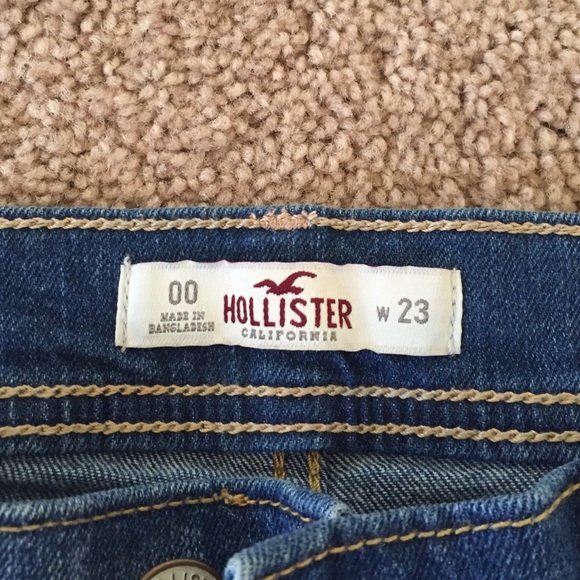 00
MADE IN
BANGLADESH
HOLLISTER
CALIFORNIA
W 23